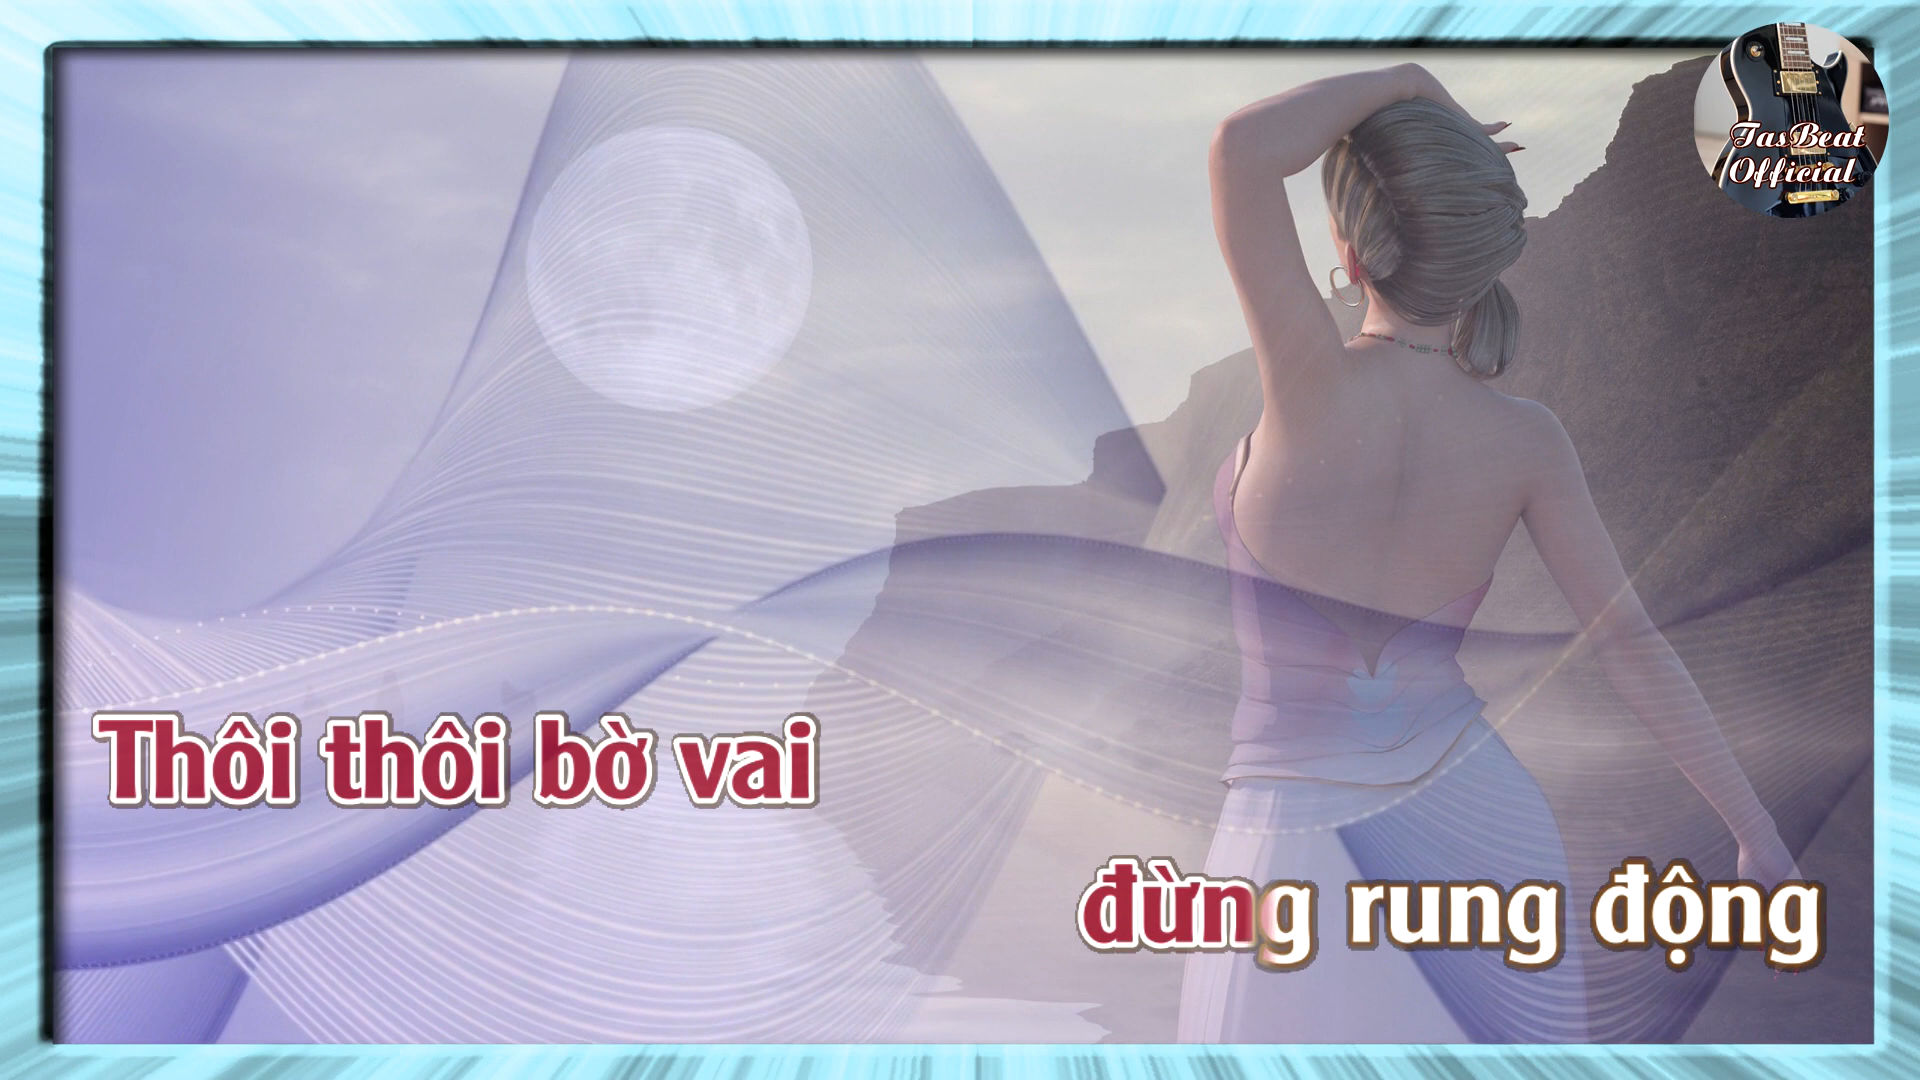 TasBeat
Official
Thôi thôi bờ vai
đừng rung động